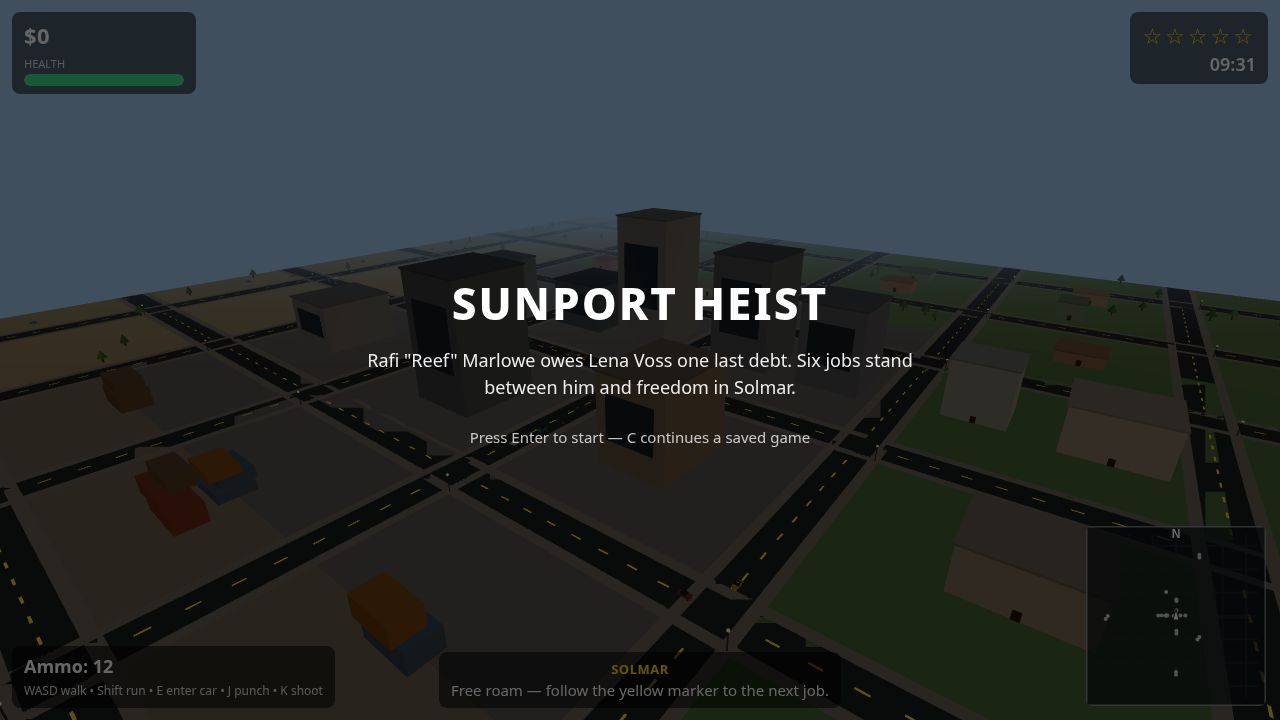 $0
HEALTH
☆☆☆☆☆
09:31
SUNPORT HEIST
Rafi "Reef" Marlowe owes Lena Voss one last debt. Six jobs stand
between him and freedom in Solmar.
Press Enter to start — C continues a saved game
N
Ammo: 12
WASD walk • Shift run • E enter car • J punch • K shoot
SOLMAR
Free roam — follow the yellow marker to the next job.